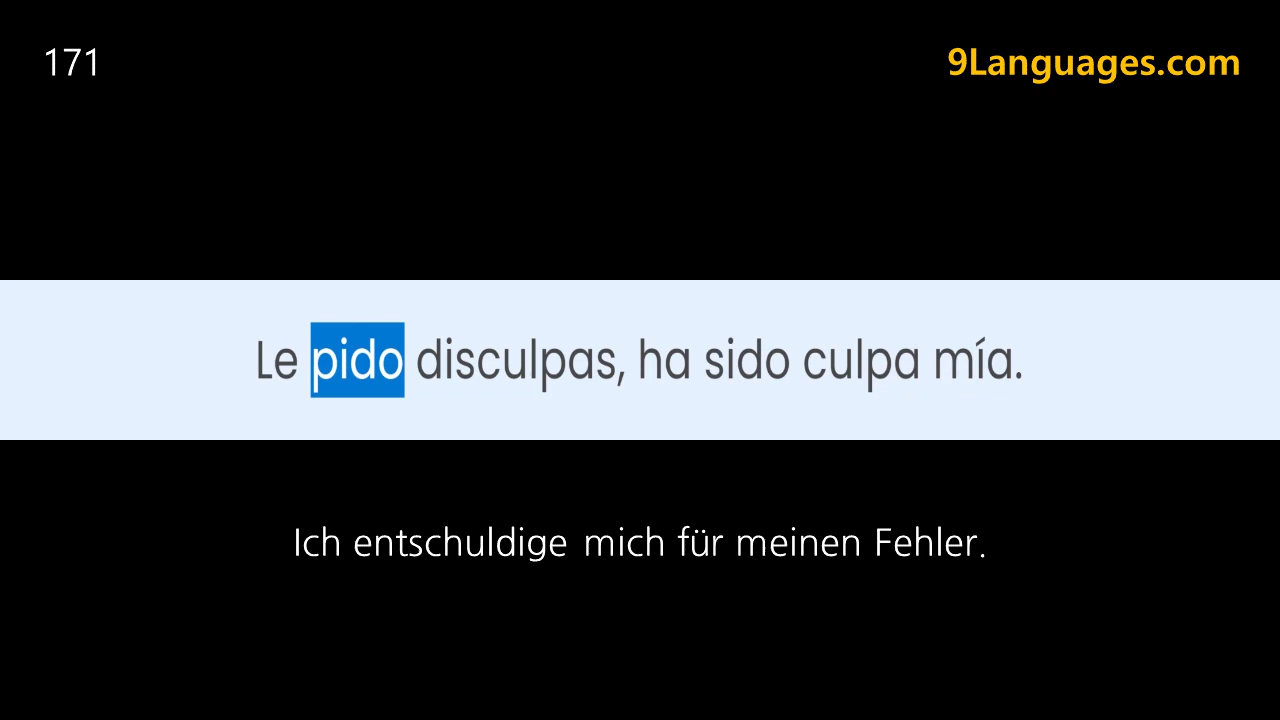 171
9Languages.com
Le pido disculpas, ha sido culpa mía.
Ich entschuldige mich für meinen Fehler.